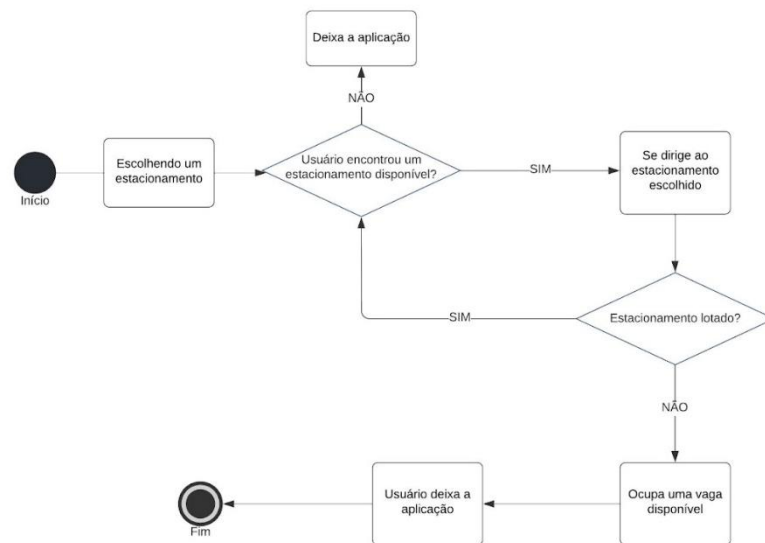 Deixa a aplicação
NÃO
Escolhendo um
estacionamento
Usuário encontrou um
estacionamento disponível?
SIM
Se dirige ao
estacionamento
escolhido
Início
SIM
Estacionamento lotado?
NÃO
Usuário deixa a
aplicação
Ocupa uma vaga
disponível
Fim